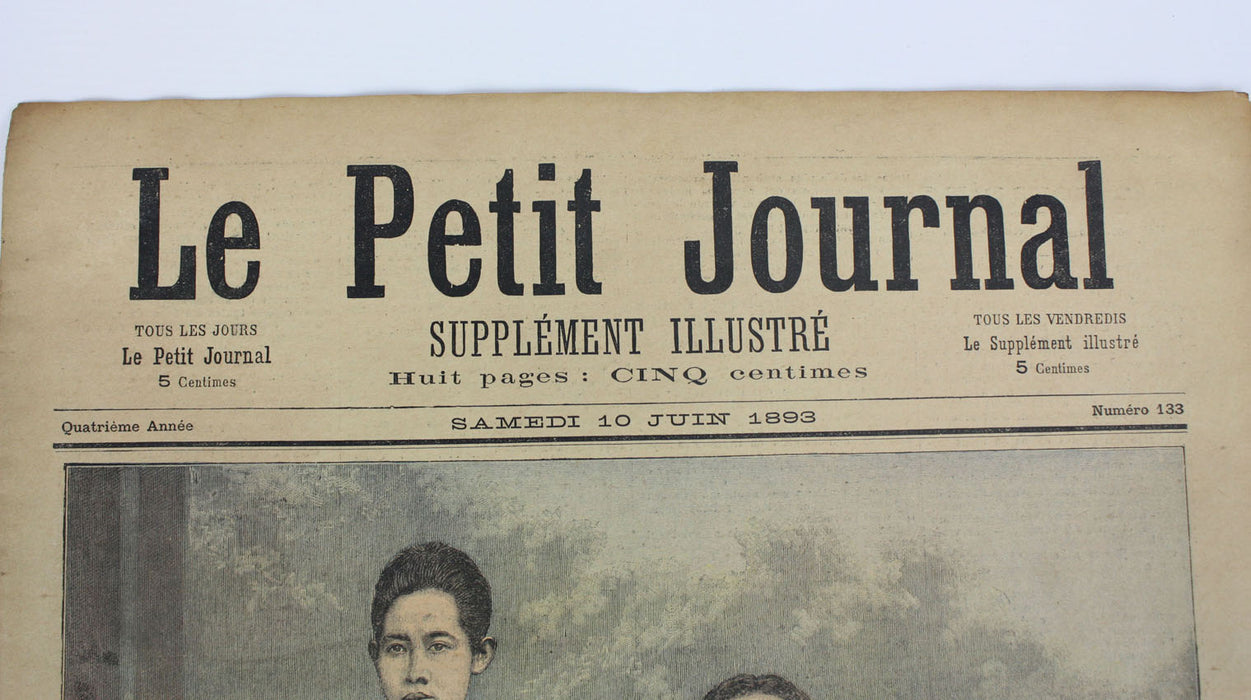 Le Petit Journal
TOUS LES JOURS
Le Petit Journal
5 Centimes
SUPPLÉMENT ILLUSTRÉ
Huit pages : CINQ centimes
TOUS LES VENDREDIS
Le Supplément illustré
5 Centimes
Quatrième Année
SAMEDI 10 JUIN 1893
Numéro 133